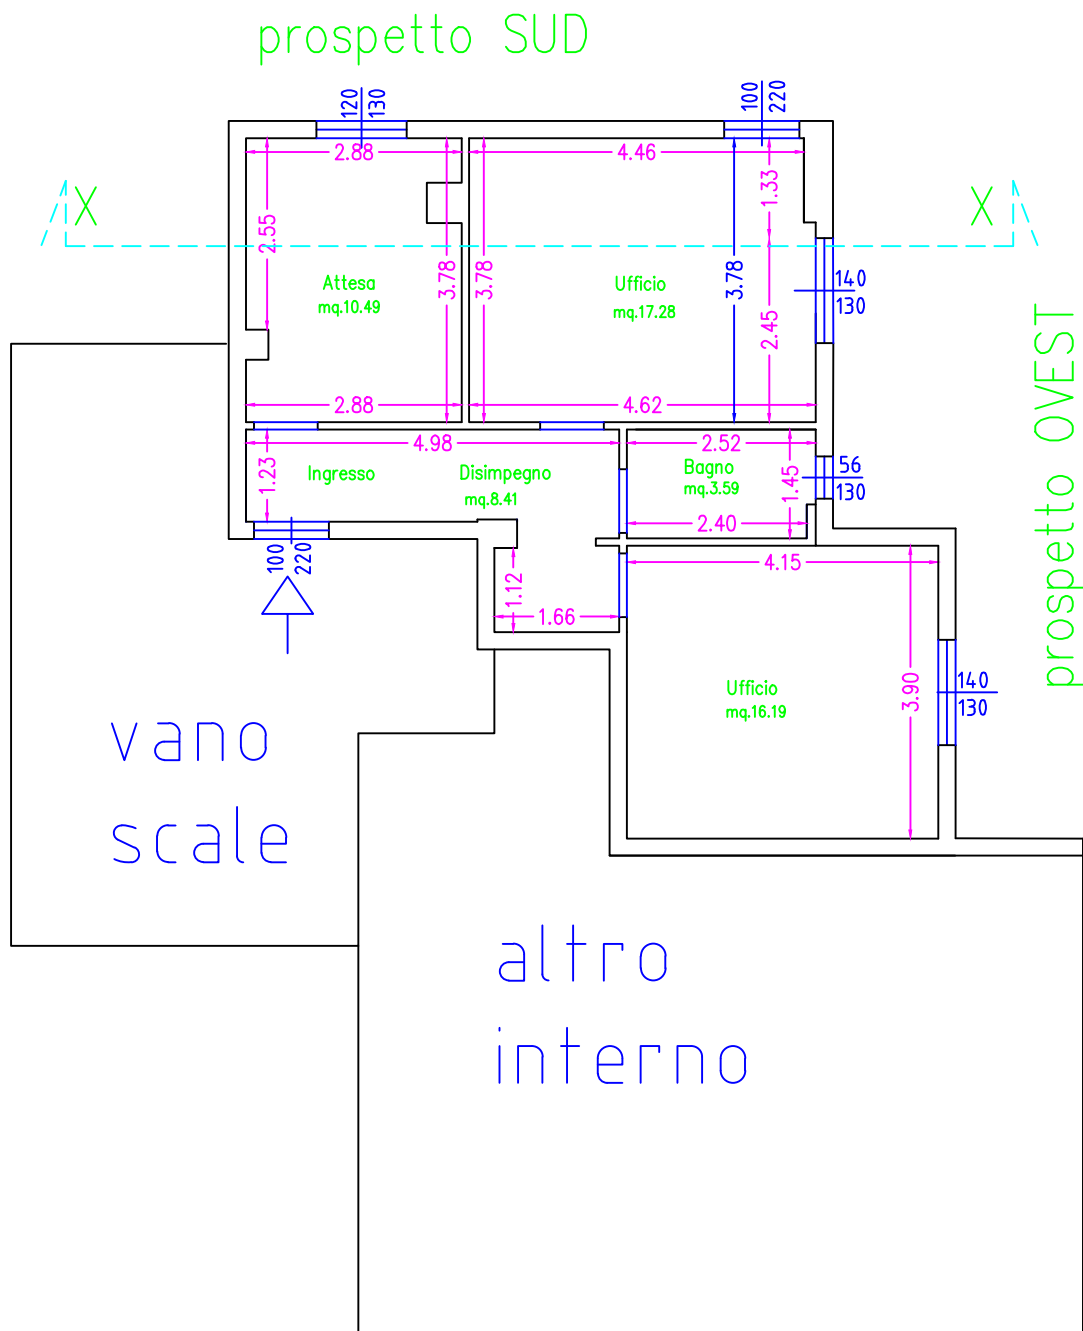 prospetto SUD
120
130
100
220
2.88
4.46
X
X
2.55
1.33
3.78
3.78
3.78
2.45
Attesa
mq.10.49
Ufficio
mq.17.28
140
130
prospetto OVEST
2.88
4.62
4.98
2.52
1.23
Ingresso
Disimpegno
mq.8.41
Bagno
mq.3.59
1.45
56
130
2.40
100
220
1.12
1.66
4.15
3.90
Ufficio
mq.16.19
140
130
vano
scale
altro
interno